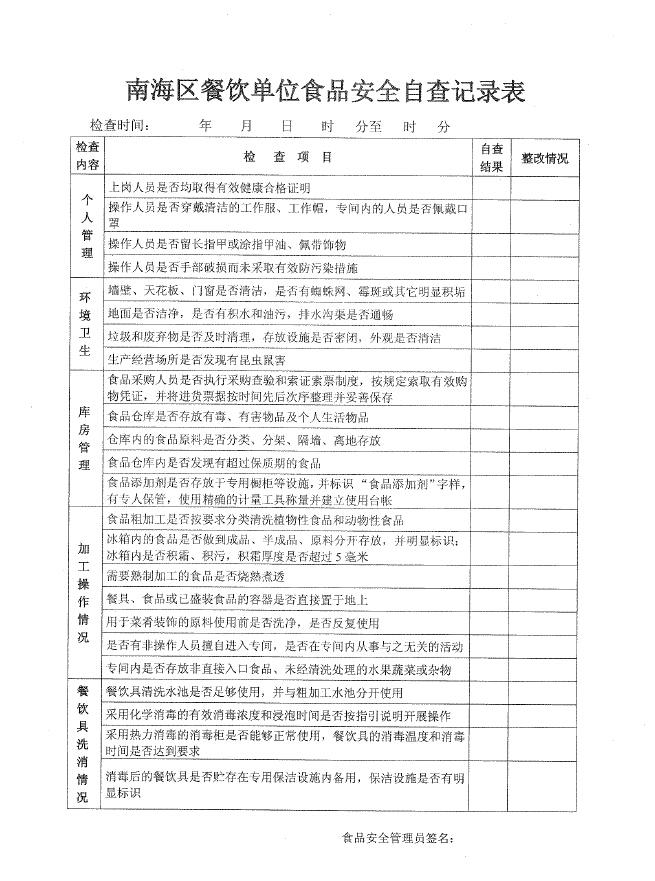 南海区餐饮单位食品安全自查记录表
检查时间： 年 月 日 时 分至 时 分
检查内容 检 查 项 目 自查结果 整改情况
个人管理
上岗人员是否均取得有效健康合格证明
操作人员是否穿戴清洁的工作服、工作帽，专间内的人员是否佩戴口
罩
操作人员是否留长指甲或涂指甲油、佩带饰物
操作人员是否手部破损而未采取有效防污染措施
环境卫生
墙壁、天花板、门窗是否清洁，是否有蜘蛛网、霉斑或其它明显积垢
地面是否洁净，是否有积水和油污，排水沟渠是否通畅
垃圾和废弃物是否及时清理，存放设施是否密闭，外观是否清洁
生产经营场所是否发现有昆虫鼠害
库房管理
食品采购人员是否执行采购查验和索证索票制度，按规定索取有效购
物凭证，并将进货票据按时间先后次序整理并妥善保存
食品仓库是否存放有毒、有害物品及个人生活物品
仓库内的食品原料是否分类、分架、隔墙、离地存放
食品仓库内是否发现有超过保质期的食品
食品添加剂是否存放于专用橱柜等设施，并标识“食品添加剂”字样，
有专人保管，使用精确的计量工具称量并建立使用台帐
加工操作情况
食品粗加工是否按要求分类清洗植物性食品和动物性食品
冰箱内的食品是否做到成品、半成品、原料分开存放，并明显标识；
冰箱内是否积霜、积污，积霜厚度是否超过 5 毫米
需要熟制加工的食品是否烧熟煮透
餐具、食品或已盛装食品的容器是否直接置于地上
用于菜肴装饰的原料使用前是否洗净，是否反复使用
是否有非操作人员擅自进入专间，是否在专间内从事与之无关的活动
专间内是否存放非直接入口食品、未经清洗处理的水果蔬菜或杂物
餐饮具洗消情况
餐饮具清洗水池是否足够使用，并与粗加工水池分开使用
采用化学消毒的有效消毒浓度和浸泡时间是否按指引说明开展操作
采用热力消毒的消毒柜是否能够正常使用，餐饮具的消毒温度和消毒
时间是否达到要求
消毒后的餐饮具是否贮存在专用保洁设施内备用，保洁设施是否有明
显标识
食品安全管理员签名：